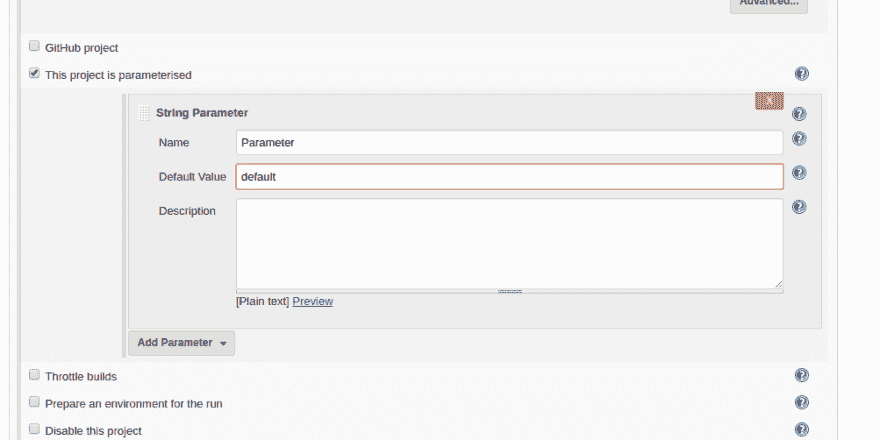 Advanced...
GitHub project
This project is parameterised
X
String Parameter
Name Parameter
Default Value default
Description
[Plain text] Preview
Add Parameter
Throttle builds
Prepare an environment for the run
Disable this project